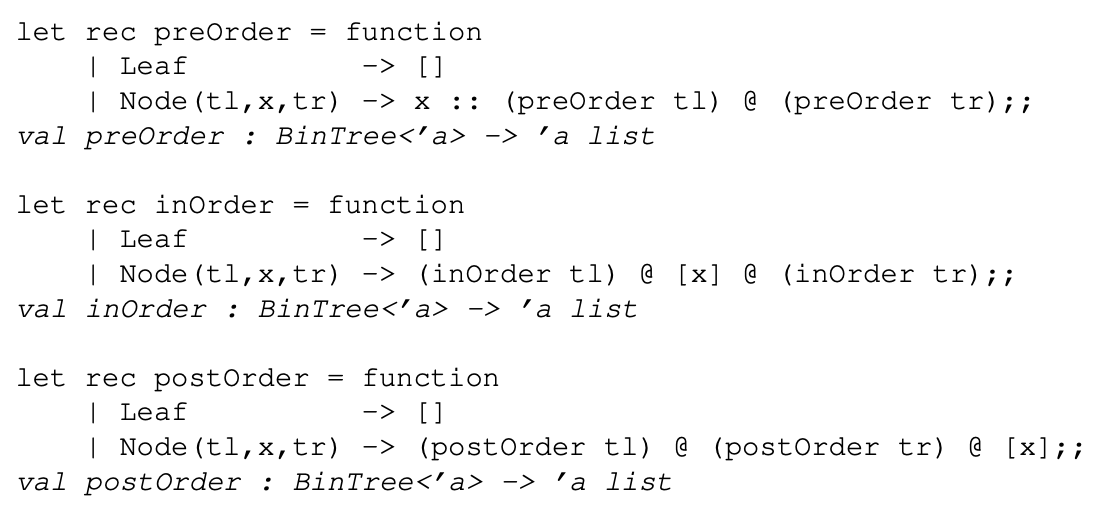 let rec preOrder = function
    | Leaf          -> []
    | Node(tl,x,tr) -> x :: (preOrder tl) @ (preOrder tr);;
val preOrder : BinTree<’a> -> ’a list

let rec inOrder = function
    | Leaf          -> []
    | Node(tl,x,tr) -> (inOrder tl) @ [x] @ (inOrder tr);;
val inOrder : BinTree<’a> -> ’a list

let rec postOrder = function
    | Leaf          -> []
    | Node(tl,x,tr) -> (postOrder tl) @ (postOrder tr) @ [x];;
val postOrder : BinTree<’a> -> ’a list